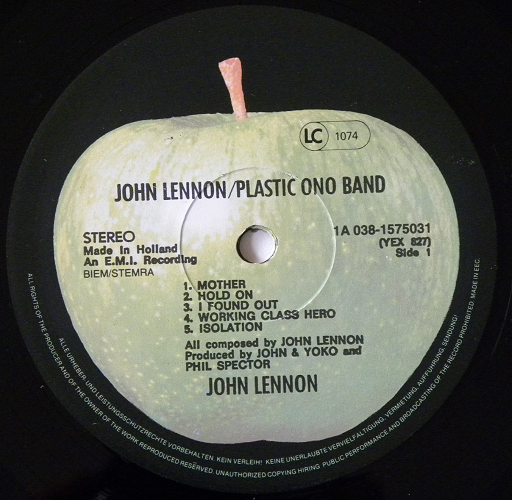 LC 1074
JOHN LENNON/PLASTIC ONO BAND
STEREO
Made in Holland
An E.M.I. Recording
BIEM/STEMRA
1A 038-1575031
(YEX 827)
Side 1
1. MOTHER
2. HOLD ON
3. I FOUND OUT
4. WORKING CLASS HERO
5. ISOLATION
All composed by JOHN LENNON
Produced by JOHN & YOKO and
PHIL SPECTOR
JOHN LENNON
ALLE URHEBER- UND LEISTUNGSSCHUTZRECHTE VORBEHALTEN. KEIN VERLEIH! KEINE UNERLAUBTE VERVIELFÄLTIGUNG, VERMIETUNG, AUFFÜHRUNG, SENDUNG!
ALL RIGHTS OF THE PRODUCER AND OF THE OWNER OF THE WORK REPRODUCED RESERVED. UNAUTHORIZED COPYING HIRING PUBLIC PERFORMANCE AND BROADCASTING OF THE RECORD PROHIBITED. MADE IN EEC.